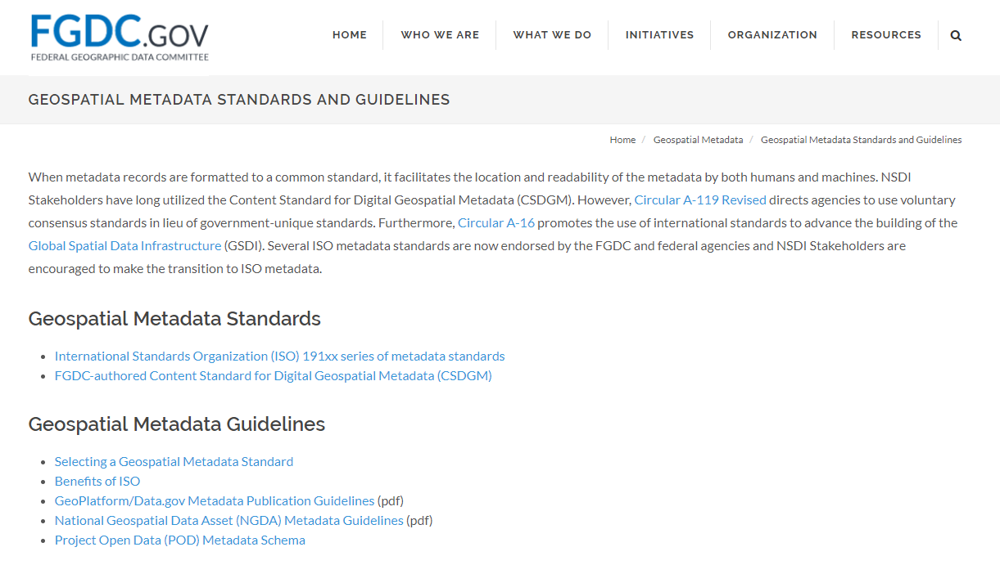 FGDC.GOV
FEDERAL GEOGRAPHIC DATA COMMITTEE
HOME
WHO WE ARE
WHAT WE DO
INITIATIVES
ORGANIZATION
RESOURCES
GEOSPATIAL METADATA STANDARDS AND GUIDELINES
Home / Geospatial Metadata / Geospatial Metadata Standards and Guidelines
When metadata records are formatted to a common standard, it facilitates the location and readability of the metadata by both humans and machines. NSDI
Stakeholders have long utilized the Content Standard for Digital Geospatial Metadata (CSDGM). However, Circular A-119 Revised directs agencies to use voluntary
consensus standards in lieu of government-unique standards. Furthermore, Circular A-16 promotes the use of international standards to advance the building of the
Global Spatial Data Infrastructure (GSDI). Several ISO metadata standards are now endorsed by the FGDC and federal agencies and NSDI Stakeholders are
encouraged to make the transition to ISO metadata.
Geospatial Metadata Standards
• International Standards Organization (ISO) 191xx series of metadata standards
• FGDC-authored Content Standard for Digital Geospatial Metadata (CSDGM)
Geospatial Metadata Guidelines
• Selecting a Geospatial Metadata Standard
• Benefits of ISO
• GeoPlatform/Data.gov Metadata Publication Guidelines (pdf)
• National Geospatial Data Asset (NGDA) Metadata Guidelines (pdf)
• Project Open Data (POD) Metadata Schema